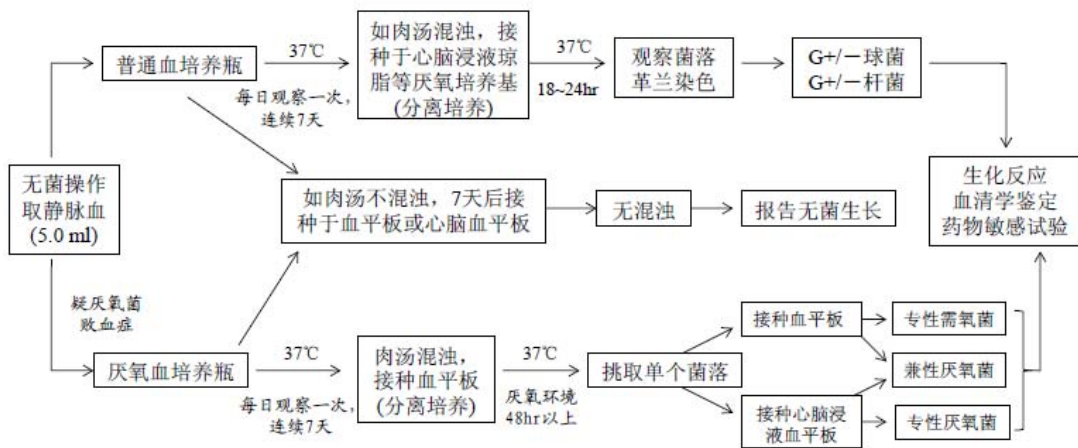 无菌操作
取静脉血
(5.0 ml)
普通血培养瓶
37℃
每日观察一次，
连续7天
如肉汤混浊，接
种于心脑浸液琼
脂等厌氧培养基
(分离培养)
37℃
18~24hr
观察菌落
革兰染色
G+/－球菌
G+/－杆菌
生化反应
血清学鉴定
药物敏感试验
如肉汤不混浊，7天后接
种于血平板或心脑血平板
无混浊
报告无菌生长
疑厌氧菌
败血症
厌氧血培养瓶
37℃
每日观察一次，
连续7天
肉汤混浊，
接种血平板
(分离培养)
37℃
厌氧环境
48hr以上
挑取单个菌落
接种血平板
接种心脑浸
液血平板
专性需氧菌
兼性厌氧菌
专性厌氧菌